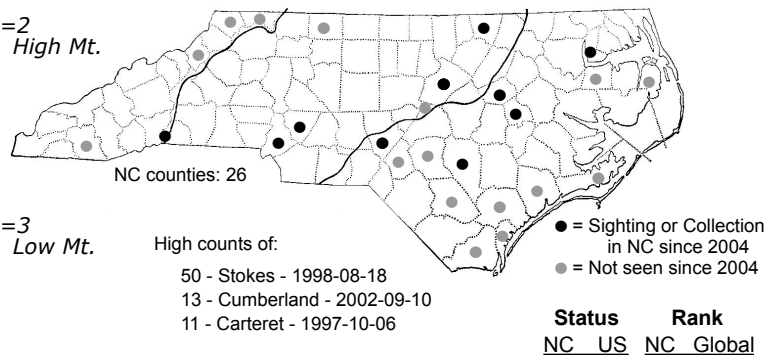 =2
High Mt.
NC counties: 26
=3
Low Mt.
High counts of:
50 - Stokes - 1998-08-18
13 - Cumberland - 2002-09-10
11 - Carteret - 1997-10-06
= Sighting or Collection
in NC since 2004
= Not seen since 2004
Status Rank
NC US NC Global